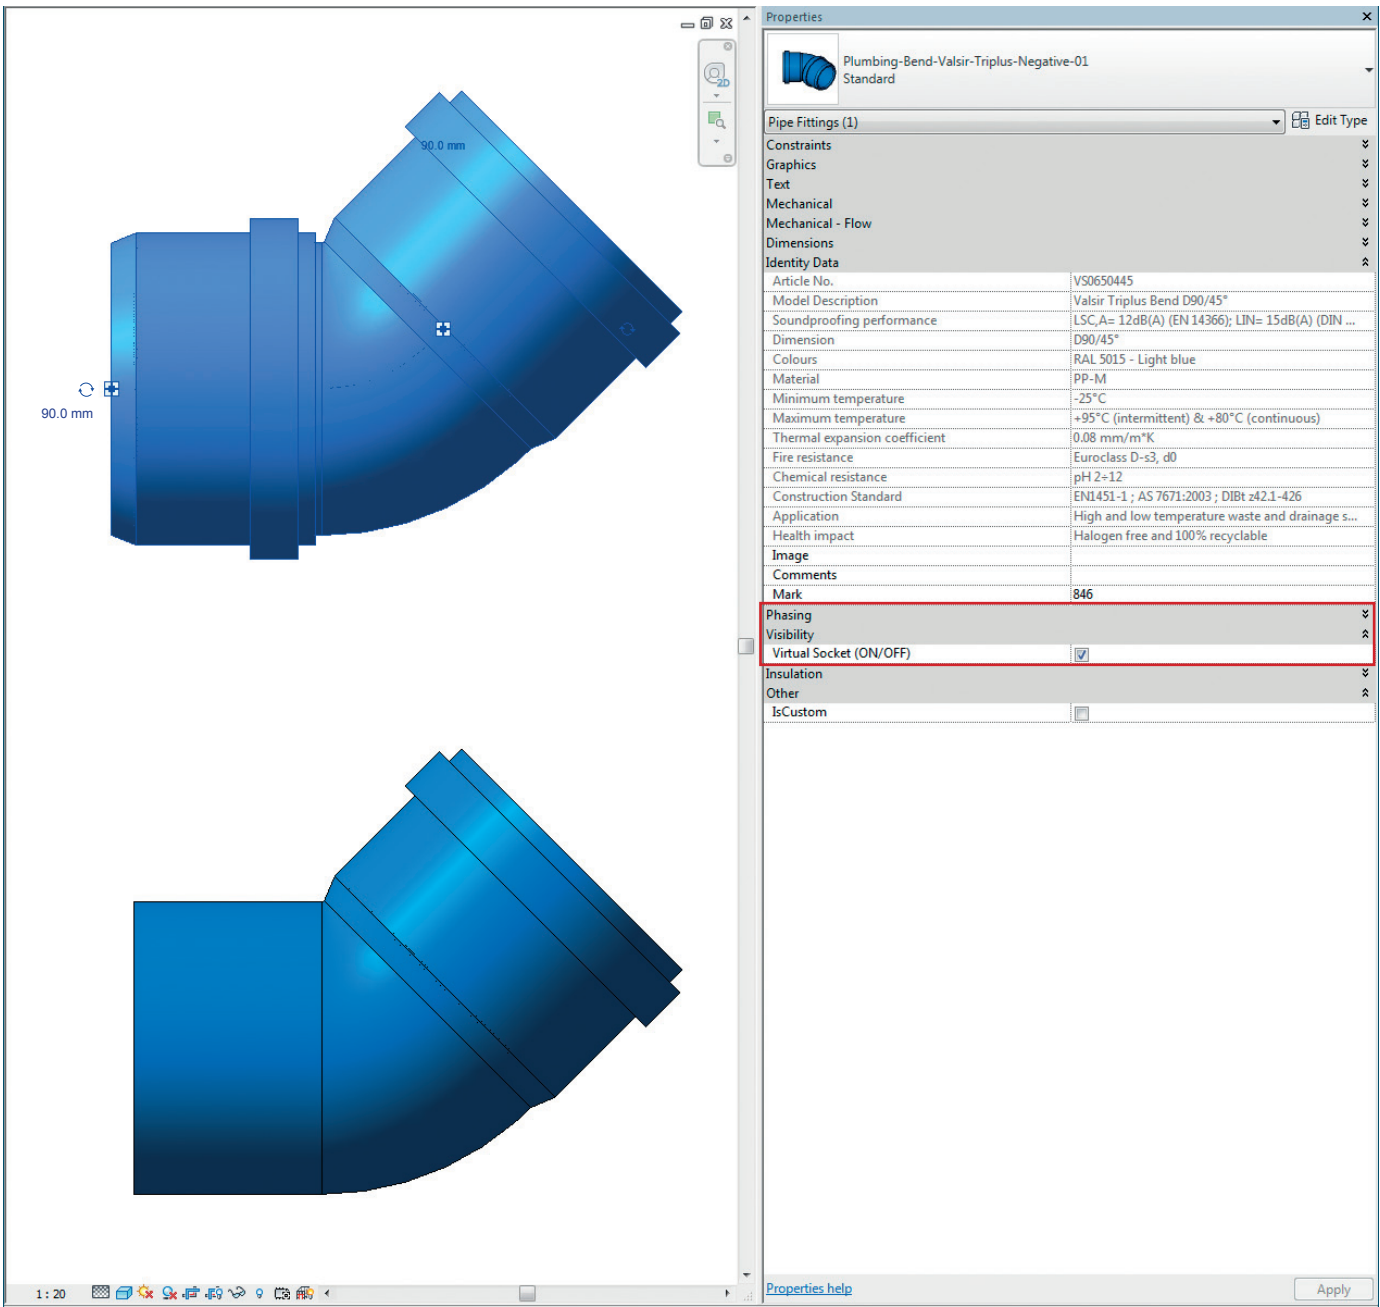 90.0 mm
90.0 mm
2D
1 : 20
Properties
Plumbing-Bend-Valsir-Triplus-Negative-01
Standard
Pipe Fittings (1)
Edit Type
Constraints
Graphics
Text
Mechanical
Mechanical - Flow
Dimensions
Identity Data
Article No. VS0650445
Model Description Valsir Triplus Bend D90/45°
Soundproofing performance LSC,A= 12dB(A) (EN 14366); LIN= 15dB(A) (DIN ...
Dimension D90/45°
Colours RAL 5015 - Light blue
Material PP-M
Minimum temperature -25°C
Maximum temperature +95°C (intermittent) & +80°C (continuous)
Thermal expansion coefficient 0.08 mm/m*K
Fire resistance Euroclass D-s3, d0
Chemical resistance pH 2÷12
Construction Standard EN1451-1 ; AS 7671:2003 ; DIBt z42.1-426
Application High and low temperature waste and drainage s...
Health impact Halogen free and 100% recyclable
Image
Comments
Mark 846
Phasing
Visibility
Virtual Socket (ON/OFF)
Insulation
Other
IsCustom
Properties help
Apply